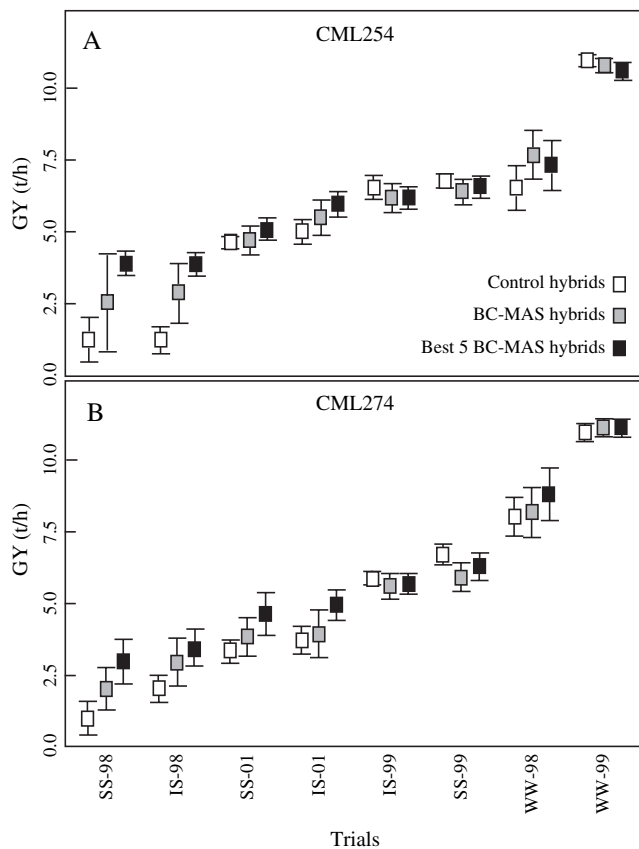 A
CML254
GY (t/h)
10.0
7.5
5.0
2.5
0.0
Control hybrids
BC-MAS hybrids
Best 5 BC-MAS hybrids
B
CML274
GY (t/h)
10.0
7.5
5.0
2.5
0.0
SS-98
IS-98
SS-01
IS-01
IS-99
SS-99
WW-98
WW-99
Trials